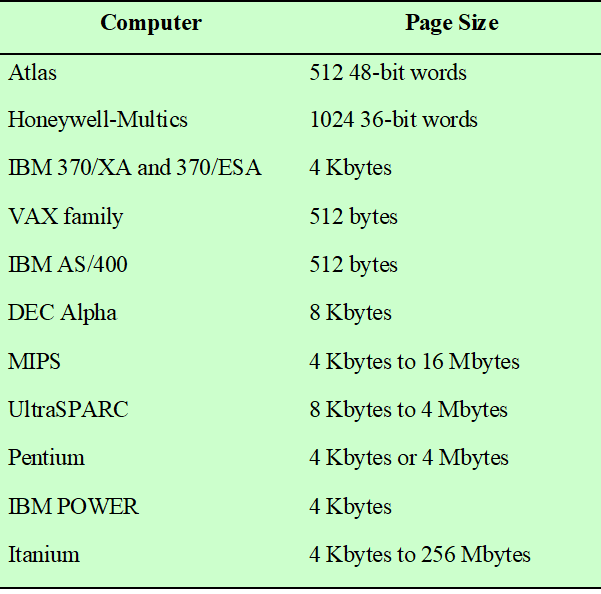 Computer Page Size
Atlas 512 48-bit words
Honeywell-Multics 1024 36-bit words
IBM 370/XA and 370/ESA 4 Kbytes
VAX family 512 bytes
IBM AS/400 512 bytes
DEC Alpha 8 Kbytes
MIPS 4 Kbytes to 16 Mbytes
UltraSPARC 8 Kbytes to 4 Mbytes
Pentium 4 Kbytes or 4 Mbytes
IBM POWER 4 Kbytes
Itanium 4 Kbytes to 256 Mbytes